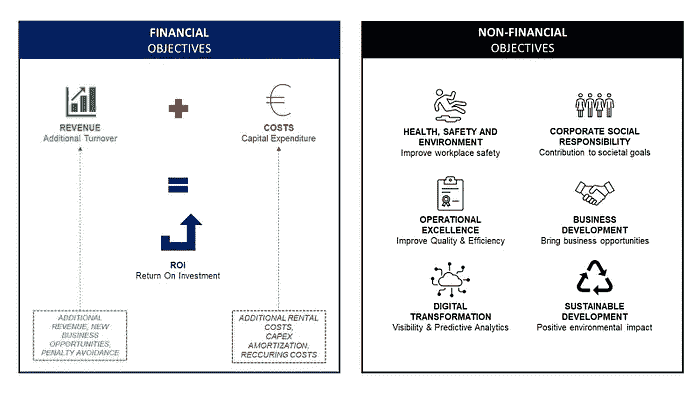 FINANCIAL
OBJECTIVES
REVENUE
Additional Turnover
COSTS
Capital Expenditure
ROI
Return On Investment
ADDITIONAL
REVENUE, NEW
BUSINESS
OPPORTUNITIES,
PENALTY AVOIDANCE
ADDITIONAL RENTAL
COSTS,
CAPEX
AMORTIZATION,
RECCURING COSTS
NON-FINANCIAL
OBJECTIVES
HEALTH, SAFETY AND
ENVIRONMENT
Improve workplace safety
CORPORATE SOCIAL
RESPONSIBILITY
Contribution to societal goals
OPERATIONAL
EXCELLENCE
Improve Quality & Efficiency
BUSINESS
DEVELOPMENT
Bring business opportunities
DIGITAL
TRANSFORMATION
Visibility & Predictive Analytics
SUSTAINABLE
DEVELOPMENT
Positive environmental impact